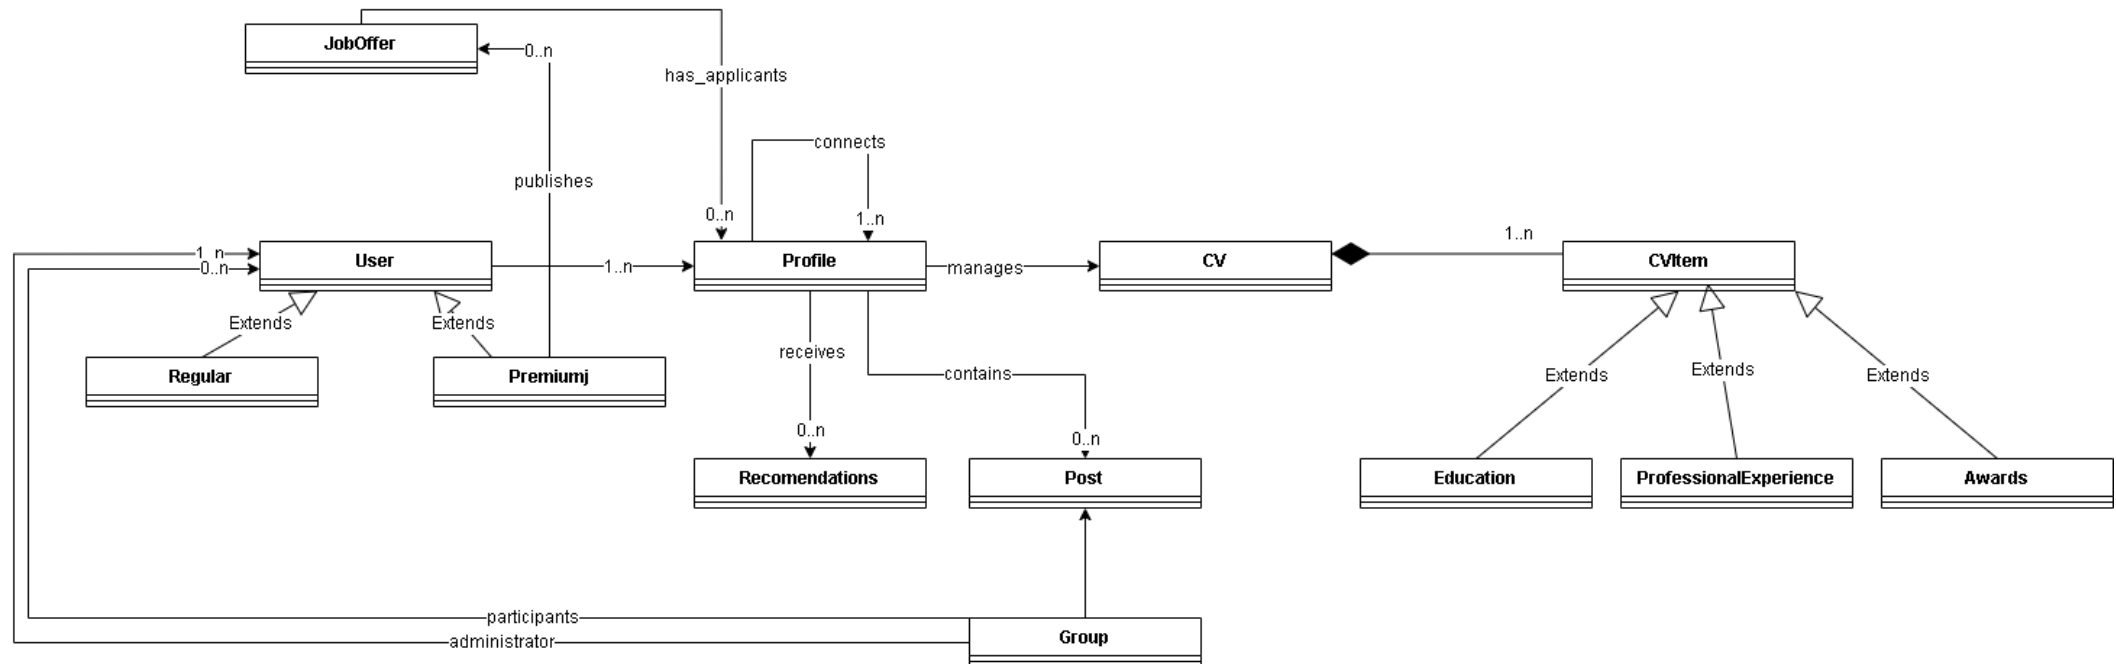 JobOffer
0..n
has_applicants
connects
publishes
0..n
1..n
1..n
User
1..n
0..n
Profile
manages
CV
CVItem
1..n
Extends
Extends
receives
contains
Extends
Extends
Extends
Regular
Premiumj
0..n
0..n
Recomendations
Post
Education
ProfessionalExperience
Awards
participants
administrator
Group